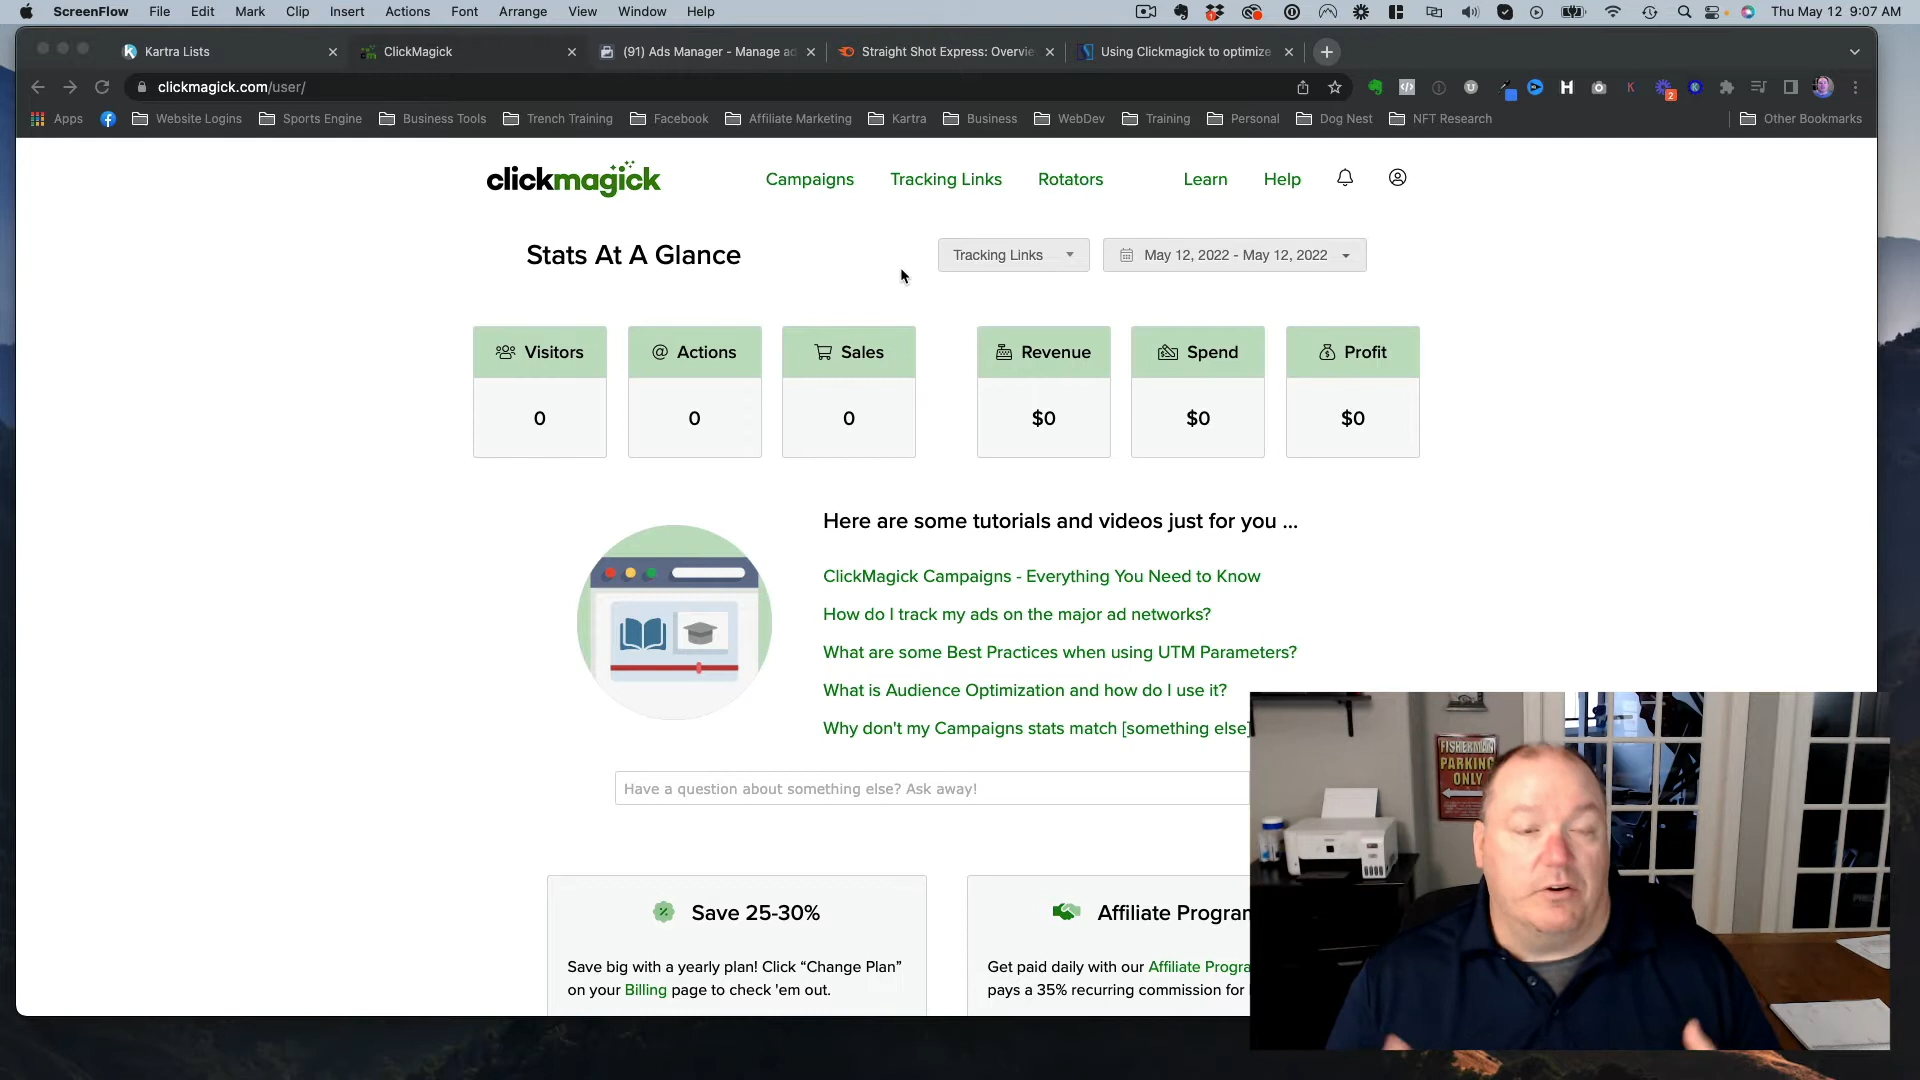 ScreenFlow File Edit Mark Clip Insert Actions Font Arrange View Window Help Thu May 12 9:07 AM
Kartra Lists ClickMagick (91) Ads Manager - Manage ad Straight Shot Express: Overvie Using Clickmagick to optimize
clickmagick.com/user/
Apps Website Logins Sports Engine Business Tools Trench Training Facebook Affiliate Marketing Kartra Business WebDev Training Personal Dog Nest NFT Research Other Bookmarks
clickmagick Campaigns Tracking Links Rotators Learn Help
Stats At A Glance Tracking Links May 12, 2022 - May 12, 2022
Visitors Actions Sales Revenue Spend Profit
0 0 0 $0 $0 $0
Here are some tutorials and videos just for you ...
ClickMagick Campaigns - Everything You Need to Know
How do I track my ads on the major ad networks?
What are some Best Practices when using UTM Parameters?
What is Audience Optimization and how do I use it?
Why don't my Campaigns stats match [something else]
Have a question about something else? Ask away!
FISHERMAN
PARKING
ONLY
Save 25-30%
Save big with a yearly plan! Click “Change Plan”
on your Billing page to check 'em out.
Affiliate Program
Get paid daily with our Affiliate Progra
pays a 35% recurring commission for